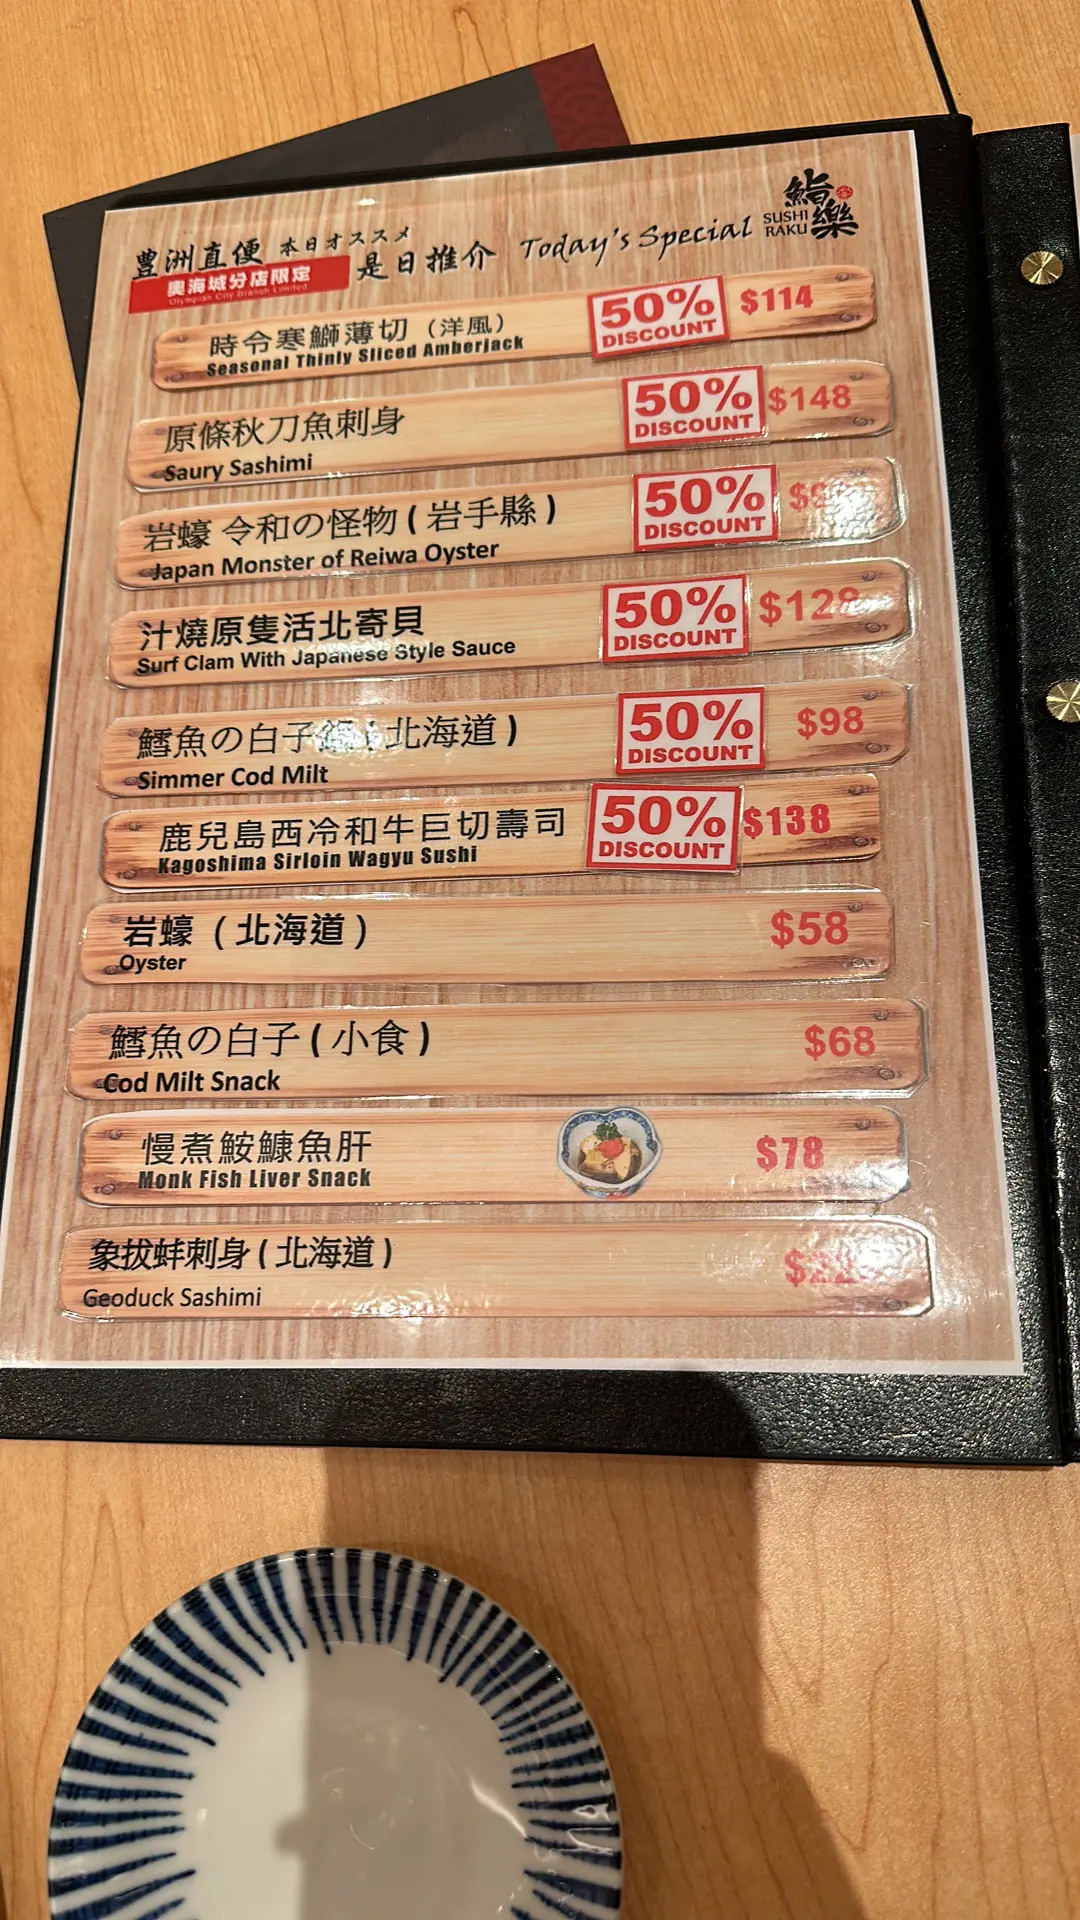 鮨樂
SUSHI
RAKU
豊洲直便 本日オススメ
是日推介 Today's Special
奧海城分店限定
Olympian City Branch Limited
時令寒鰤薄切（洋風） 50% DISCOUNT $114
Seasonal Thinly Sliced Amberjack
原條秋刀魚刺身 50% DISCOUNT $148
Saury Sashimi
岩蠔 令和の怪物 ( 岩手縣 ) 50% DISCOUNT
Japan Monster of Reiwa Oyster
汁燒原隻活北寄貝 50% DISCOUNT $128
Surf Clam With Japanese Style Sauce
鱈魚の白子 ( 北海道 ) 50% DISCOUNT $98
Simmer Cod Milt
鹿兒島西冷和牛巨切壽司 50% DISCOUNT $138
Kagoshima Sirloin Wagyu Sushi
岩蠔 ( 北海道 ) $58
Oyster
鱈魚の白子 ( 小食 ) $68
Cod Milt Snack
慢煮鮟鱇魚肝 $78
Monk Fish Liver Snack
象拔蚌刺身 ( 北海道 )
Geoduck Sashimi